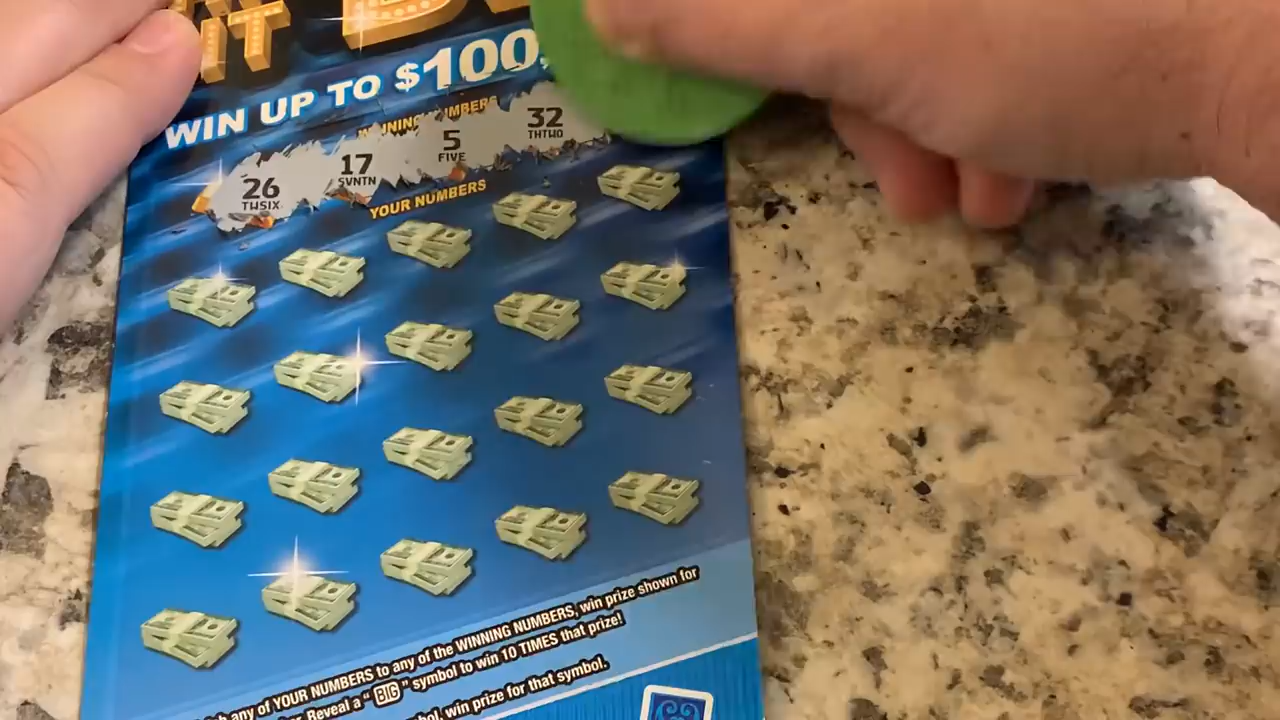 IT
WIN UP TO $100,
WINNING NUMBERS
26 17 5 32
TWSIX SVNTN FIVE THTWO
YOUR NUMBERS
any of YOUR NUMBERS to any of the WINNING NUMBERS, win prize shown for
Reveal a "BIG" symbol to win 10 TIMES that prize!
win prize for that symbol.